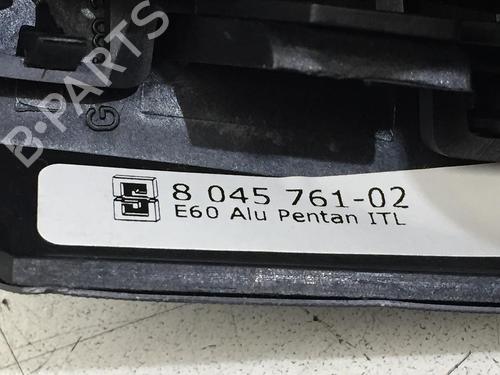 B-PARTS
G
8 045 761-02
E60 Alu Pentan ITL